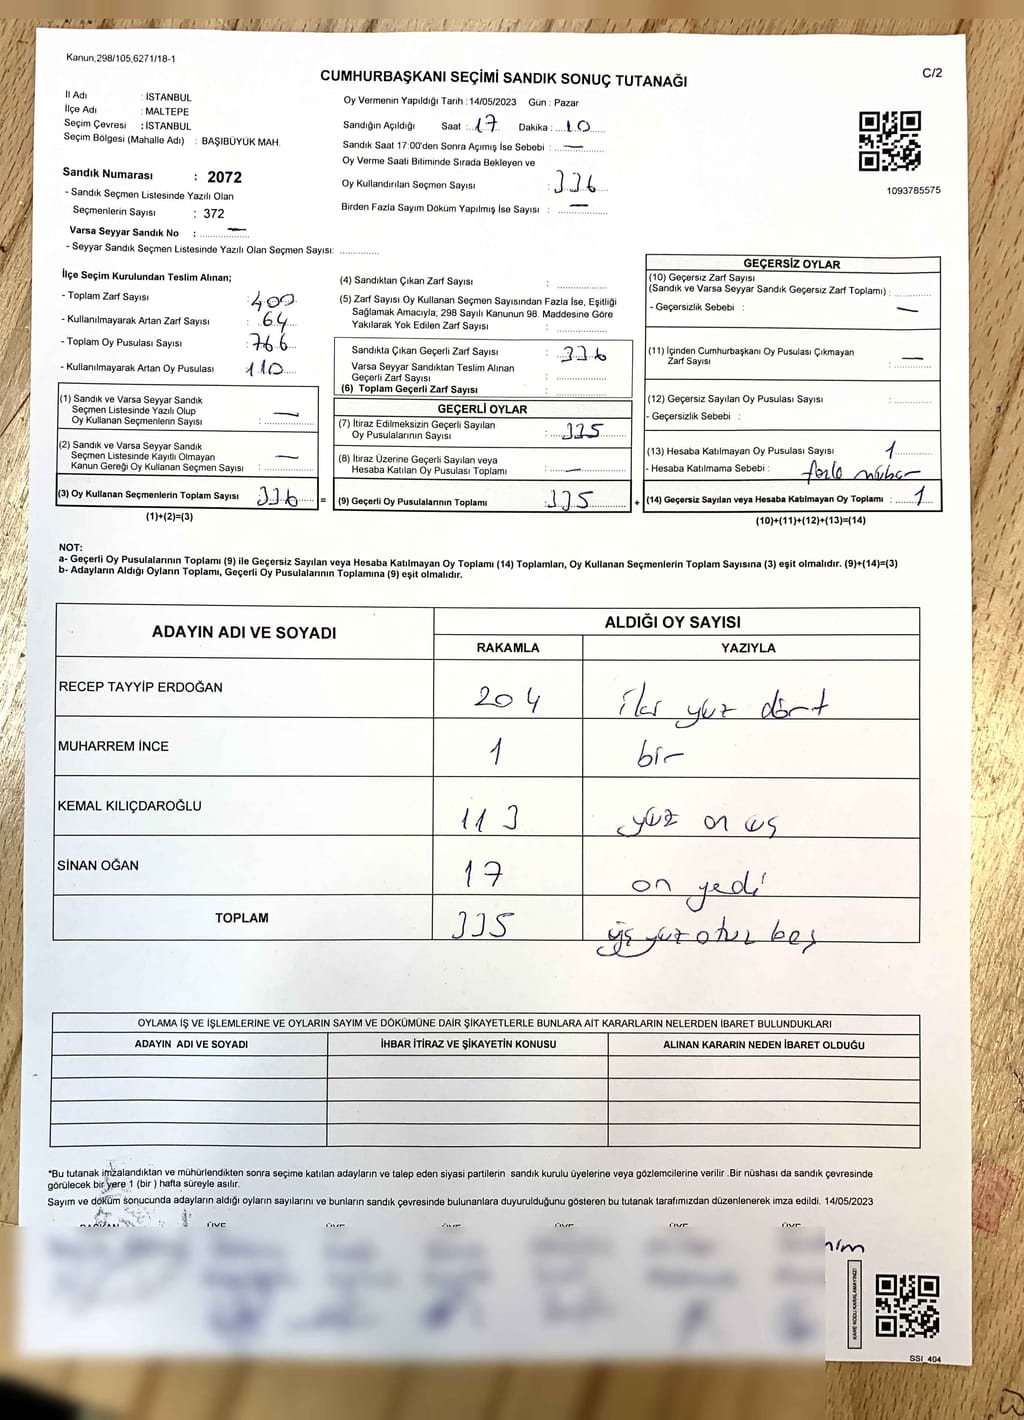 Kanun,298/105,6271/18-1
C/2
CUMHURBAŞKANI SEÇİMİ SANDIK SONUÇ TUTANAĞI
İl Adı : İSTANBUL
İlçe Adı : MALTEPE
Seçim Çevresi : İSTANBUL
Seçim Bölgesi (Mahalle Adı) : BAŞIBÜYÜK MAH.
Sandık Numarası : 2072
- Sandık Seçmen Listesinde Yazılı Olan
Seçmenlerin Sayısı : 372
Varsa Seyyar Sandık No : —
- Seyyar Sandık Seçmen Listesinde Yazılı Olan Seçmen Sayısı: ............
Oy Vermenin Yapıldığı Tarih :14/05/2023 Gün : Pazar
Sandığın Açıldığı Saat :17 Dakika :10
Sandık Saat 17:00'den Sonra Açımış İse Sebebi : —
Oy Verme Saati Bitiminde Sırada Bekleyen ve
Oy Kullandırılan Seçmen Sayısı : 336
Birden Fazla Sayım Döküm Yapılmış İse Sayısı : —
1093785575
İlçe Seçim Kurulundan Teslim Alınan;
- Toplam Zarf Sayısı : 400
- Kullanılmayarak Artan Zarf Sayısı : 64
- Toplam Oy Pusulası Sayısı : 766
- Kullanılmayarak Artan Oy Pusulası 110
(1) Sandık ve Varsa Seyyar Sandık
Seçmen Listesinde Yazılı Olup
Oy Kullanan Seçmenlerin Sayısı : —
(2) Sandık ve Varsa Seyyar Sandık
Seçmen Listesinde Kayıtlı Olmayan
Kanun Gereği Oy Kullanan Seçmen Sayısı : —
(3) Oy Kullanan Seçmenlerin Toplam Sayısı 336 =
(1)+(2)=(3)
(4) Sandıktan Çıkan Zarf Sayısı : ............
(5) Zarf Sayısı Oy Kullanan Seçmen Sayısından Fazla İse, Eşitliği
Sağlamak Amacıyla; 298 Sayılı Kanunun 98. Maddesine Göre
Yakılarak Yok Edilen Zarf Sayısı : ............
Sandıkta Çıkan Geçerli Zarf Sayısı : 336
Varsa Seyyar Sandıktan Teslim Alınan
Geçerli Zarf Sayısı : ............
(6) Toplam Geçerli Zarf Sayısı : ............
GEÇERLİ OYLAR
(7) İtiraz Edilmeksizin Geçerli Sayılan
Oy Pusulalarının Sayısı : 335
(8) İtiraz Üzerine Geçerli Sayılan veya
Hesaba Katılan Oy Pusulası Toplamı : —
(9) Geçerli Oy Pusulalarının Toplamı : 335 +
GEÇERSİZ OYLAR
(10) Geçersiz Zarf Sayısı
(Sandık ve Varsa Seyyar Sandık Geçersiz Zarf Toplamı) : ............
- Geçersizlik Sebebi : —
(11) İçinden Cumhurbaşkanı Oy Pusulası Çıkmayan
Zarf Sayısı : —
(12) Geçersiz Sayılan Oy Pusulası Sayısı : ............
- Geçersizlik Sebebi :
(13) Hesaba Katılmayan Oy Pusulası Sayısı : 1
- Hesaba Katılmama Sebebi : fazla mühür
(14) Geçersiz Sayılan veya Hesaba Katılmayan Oy Toplamı : 1
(10)+(11)+(12)+(13)=(14)
NOT:
a- Geçerli Oy Pusulalarının Toplamı (9) ile Geçersiz Sayılan veya Hesaba Katılmayan Oy Toplamı (14) Toplamları, Oy Kullanan Seçmenlerin Toplam Sayısına (3) eşit olmalıdır. (9)+(14)=(3)
b- Adayların Aldığı Oyların Toplamı, Geçerli Oy Pusulalarının Toplamına (9) eşit olmalıdır.
ADAYIN ADI VE SOYADI
ALDIĞI OY SAYISI
RAKAMLA YAZIYLA
RECEP TAYYİP ERDOĞAN 204 iki yüz dört
MUHARREM İNCE 1 bir
KEMAL KILIÇDAROĞLU 113 yüz on üç
SİNAN OĞAN 17 on yedi
TOPLAM 335 üç yüz otuz beş
OYLAMA İŞ VE İŞLEMLERİNE VE OYLARIN SAYIM VE DÖKÜMÜNE DAİR ŞİKAYETLERLE BUNLARA AİT KARARLARIN NELERDEN İBARET BULUNDUKLARI
ADAYIN ADI VE SOYADI İHBAR İTİRAZ VE ŞİKAYETİN KONUSU ALINAN KARARIN NEDEN İBARET OLDUĞU
*Bu tutanak imzalandıktan ve mühürlendikten sonra seçime katılan adayların ve talep eden siyasi partilerin sandık kurulu üyelerine veya gözlemcilerine verilir .Bir nüshası da sandık çevresinde
görülecek bir yere 1 (bir ) hafta süreyle asılır.
Sayım ve döküm sonucunda adayların aldığı oyların sayılarını ve bunların sandık çevresinde bulunanlara duyurulduğunu gösteren bu tutanak tarafımızdan düzenlenerek imza edildi. 14/05/2023
BAŞKAN ÜYE ÜYE ÜYE ÜYE ÜYE ÜYE
KARE KODU KARALAMAYINIZ!
SSI_404